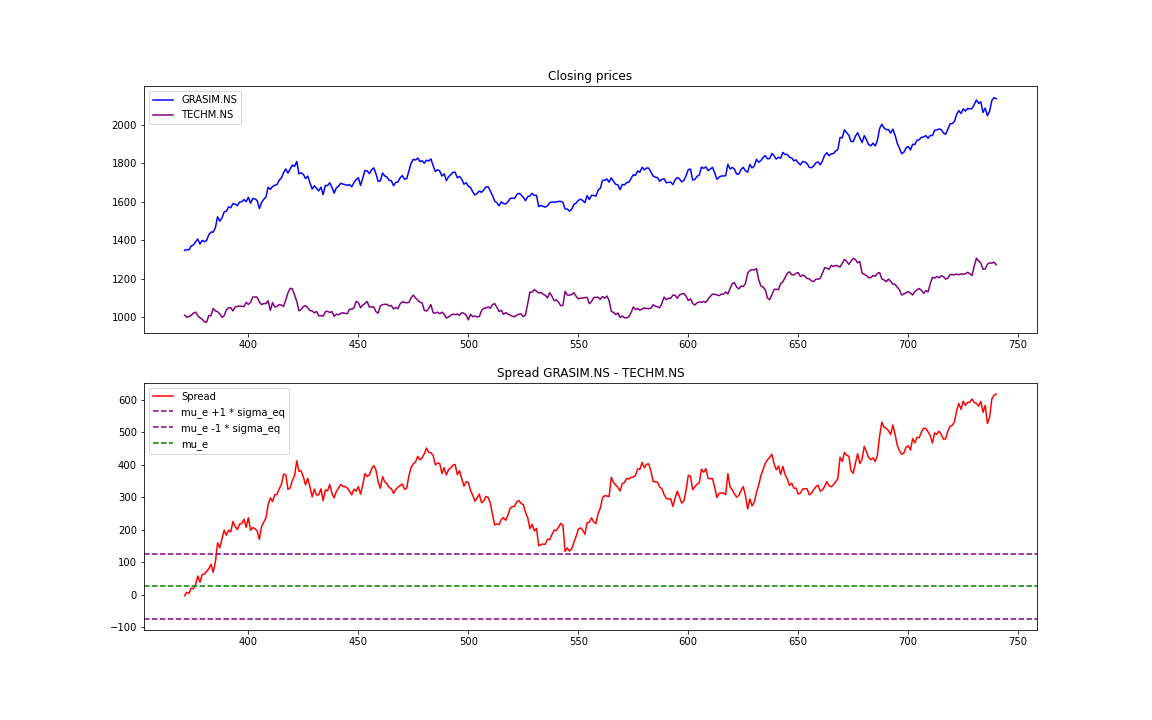 Closing prices
GRASIM.NS
TECHM.NS
2000
1800
1600
1400
1200
1000
400 450 500 550 600 650 700 750
Spread GRASIM.NS - TECHM.NS
Spread
mu_e +1 * sigma_eq
mu_e -1 * sigma_eq
mu_e
600
500
400
300
200
100
0
−100
400 450 500 550 600 650 700 750